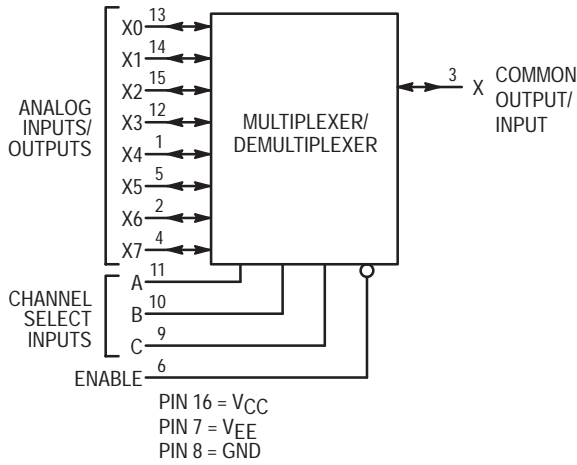 X0 13
X1 14
X2 15
X3 12
X4 1
X5 5
X6 2
X7 4
ANALOG
INPUTS/
OUTPUTS
MULTIPLEXER/
DEMULTIPLEXER
3 X COMMON
OUTPUT/
INPUT
A 11
B 10
C 9
CHANNEL
SELECT
INPUTS
ENABLE 6
PIN 16 = VCC
PIN 7 = VEE
PIN 8 = GND